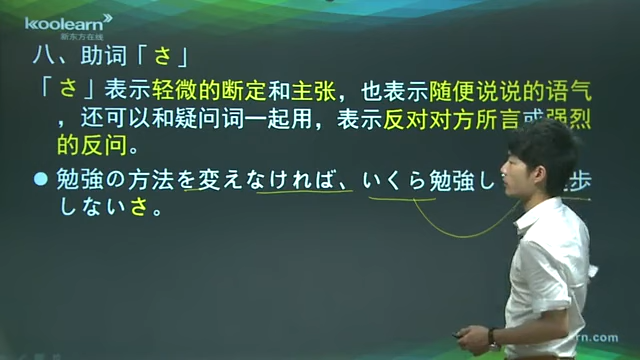 koolearn
新东方在线
八、助词「さ」
「さ」表示轻微的断定和主张，也表示随便说说的语气
，还可以和疑问词一起用，表示反对对方所言或强烈
的反问。
● 勉強の方法を変えなければ、いくら勉強し 歩
しないさ。
rn.com